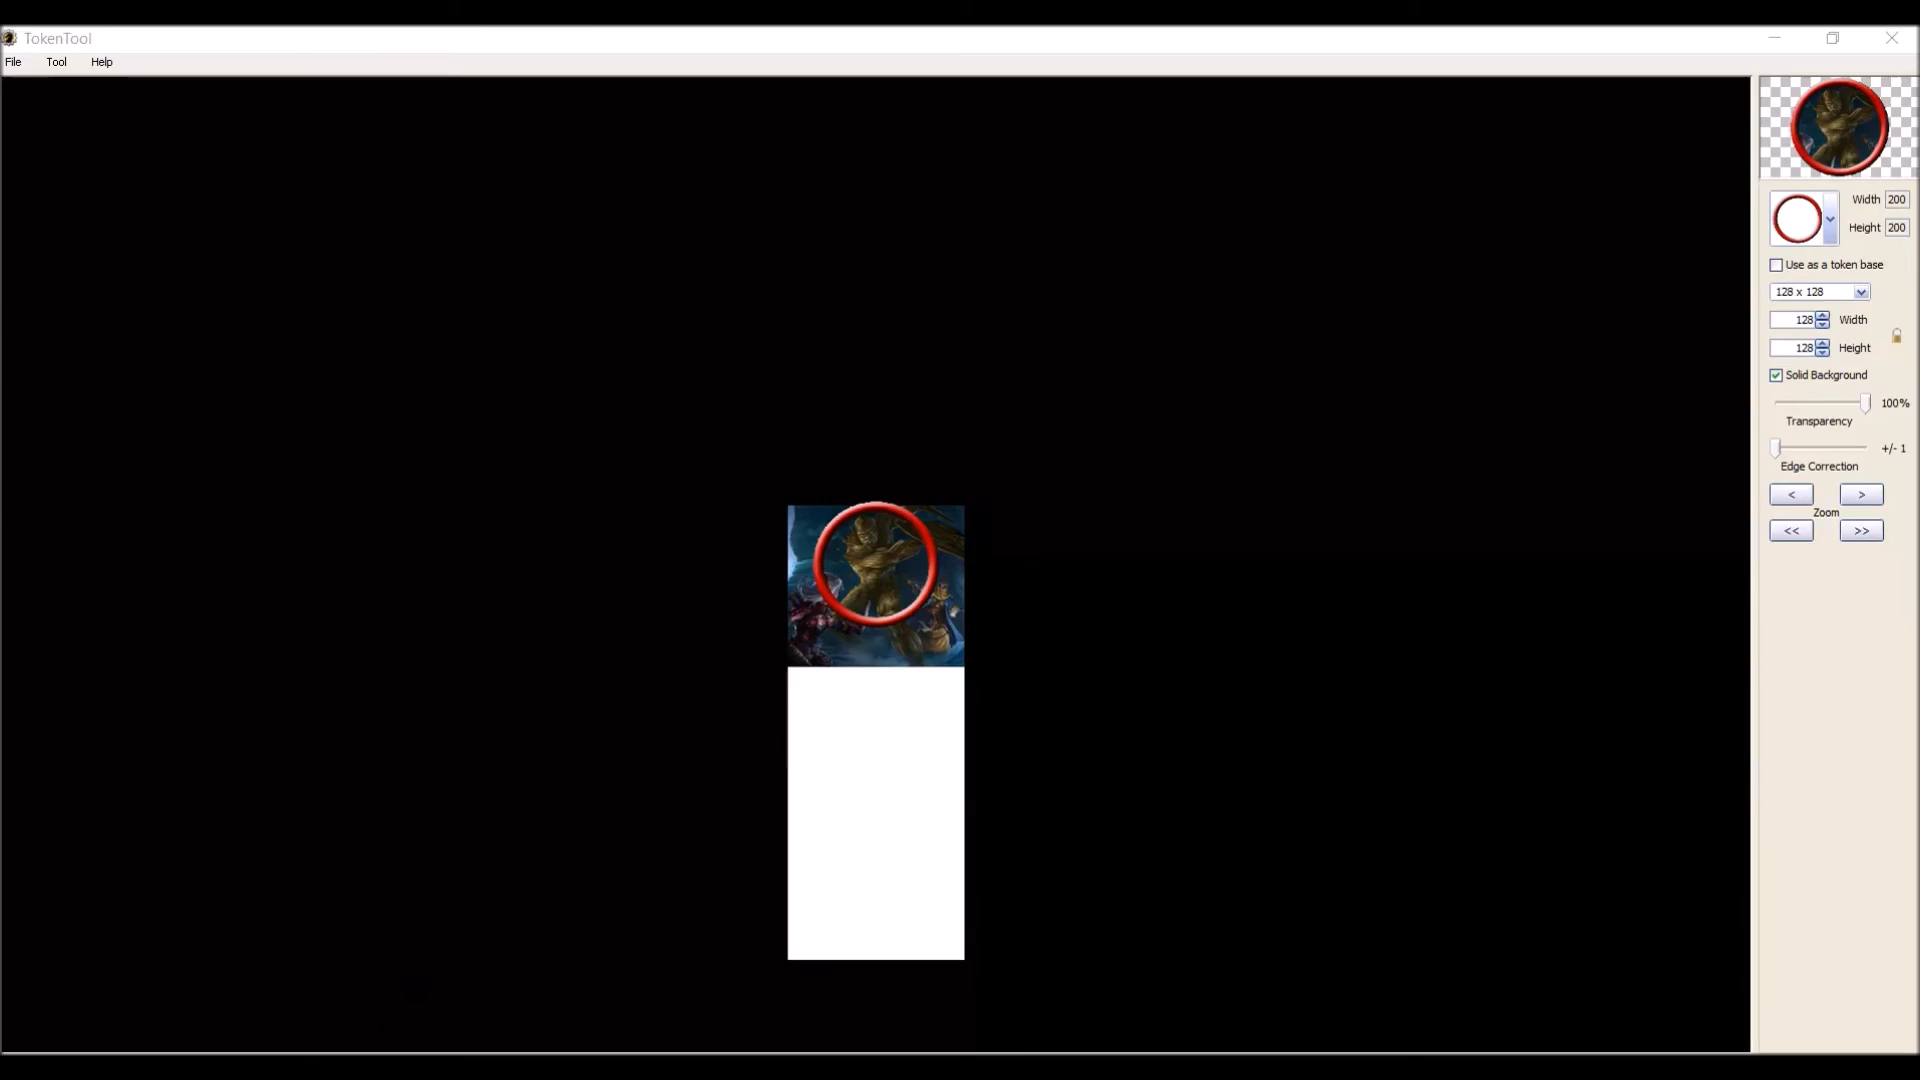 TokenTool
File Tool Help
Width 200
Height 200
Use as a token base
128 x 128
128 Width
128 Height
Solid Background
100%
Transparency
+/- 1
Edge Correction
< >
Zoom
<< >>